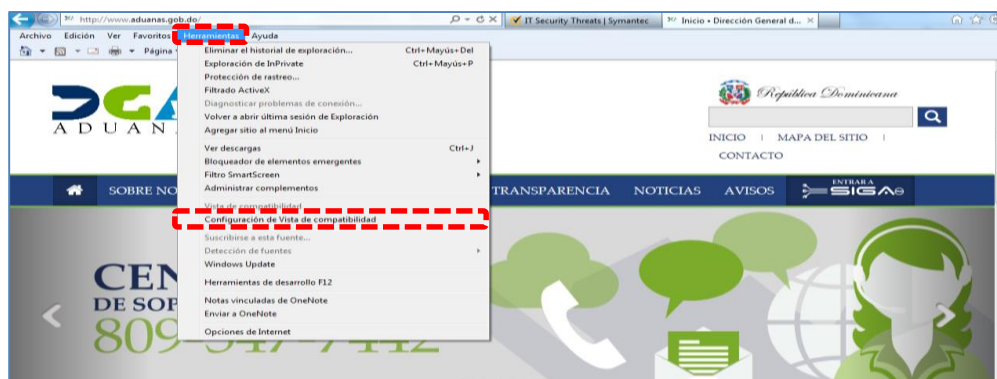 http://www.aduanas.gob.do/
IT Security Threats | Symantec
Inicio • Dirección General d...
Archivo Edición Ver Favoritos Herramientas Ayuda
Página
Eliminar el historial de exploración... Ctrl+Mayús+Del
Exploración de InPrivate Ctrl+Mayús+P
Protección de rastreo...
Filtrado ActiveX
Diagnosticar problemas de conexión...
Volver a abrir última sesión de Exploración
Agregar sitio al menú Inicio
Ver descargas Ctrl+J
Bloqueador de elementos emergentes
Filtro SmartScreen
Administrar complementos
Vista de compatibilidad
Configuración de Vista de compatibilidad
Suscribirse a esta fuente...
Detección de fuentes
Windows Update
Herramientas de desarrollo F12
Notas vinculadas de OneNote
Enviar a OneNote
Opciones de Internet
DGA
ADUAN
República Dominicana
INICIO | MAPA DEL SITIO |
CONTACTO
SOBRE NO
TRANSPARENCIA NOTICIAS AVISOS ENTRAR A SIGA
CEN
DE SOP
809-547-7442